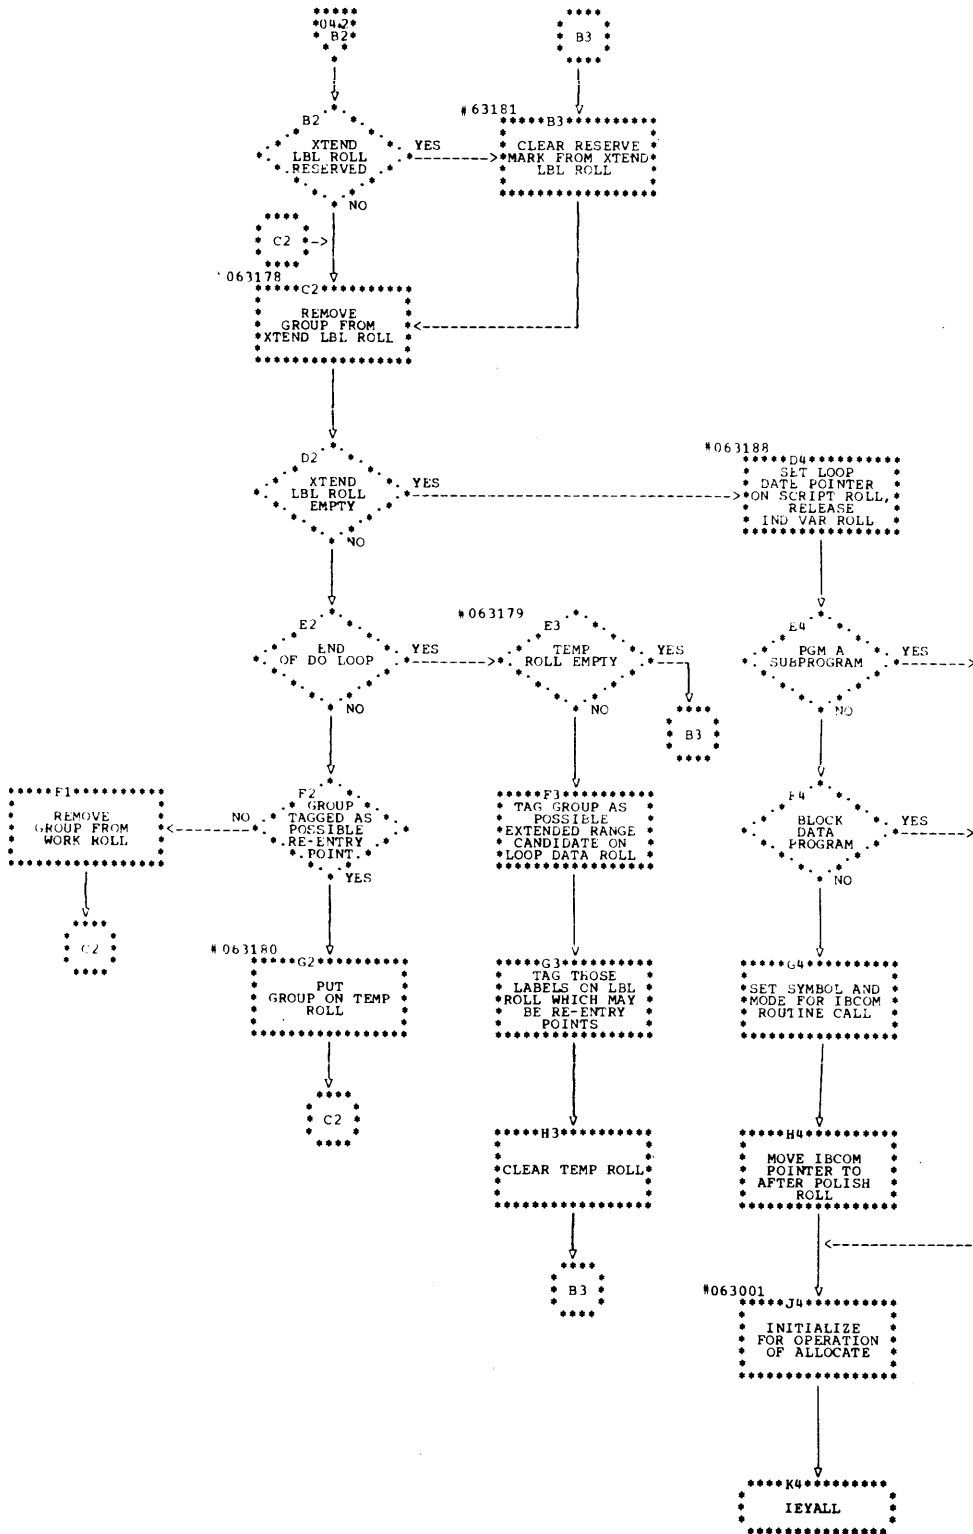 04.2
B2
B3
#63181
B2
XTEND
LBL ROLL
RESERVED
YES
NO
B3
CLEAR RESERVE
MARK FROM XTEND
LBL ROLL
C2
063178
C2
REMOVE
GROUP FROM
XTEND LBL ROLL
D2
XTEND
LBL ROLL
EMPTY
YES
NO
#063188
D4
SET LOOP
DATE POINTER
ON SCRIPT ROLL,
RELEASE
IND VAR ROLL
E2
END
OF DO LOOP
YES
NO
#063179
E3
TEMP
ROLL EMPTY
YES
NO
B3
E4
PGM A
SUBPROGRAM
YES
NO
F1
REMOVE
GROUP FROM
WORK ROLL
C2
F2
GROUP
TAGGED AS
POSSIBLE
RE-ENTRY
POINT
NO
YES
F3
TAG GROUP AS
POSSIBLE
EXTENDED RANGE
CANDIDATE ON
LOOP DATA ROLL
F4
BLOCK
DATA
PROGRAM
YES
NO
#063180
G2
PUT
GROUP ON TEMP
ROLL
C2
G3
TAG THOSE
LABELS ON LBL
ROLL WHICH MAY
BE RE-ENTRY
POINTS
G4
SET SYMBOL AND
MODE FOR IBCOM
ROUTINE CALL
H3
CLEAR TEMP ROLL
B3
H4
MOVE IBCOM
POINTER TO
AFTER POLISH
ROLL
#063001
J4
INITIALIZE
FOR OPERATION
OF ALLOCATE
K4
IEYALL